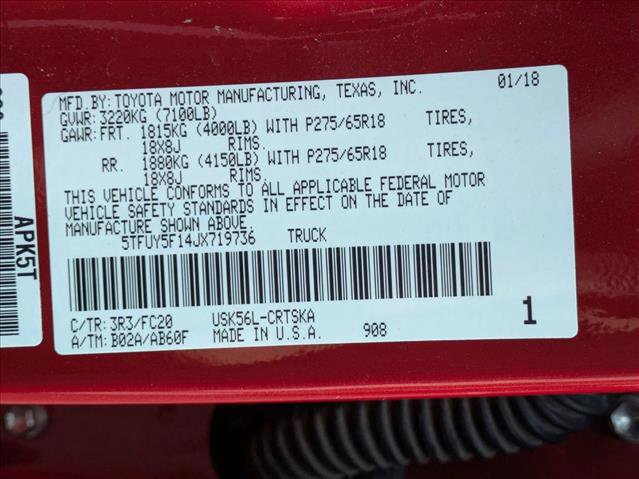 MFD.BY:TOYOTA MOTOR MANUFACTURING, TEXAS, INC. 01/18
GVWR:3220KG (7100LB)
GAWR:FRT. 1815KG (4000LB) WITH P275/65R18 TIRES,
18X8J RIMS.
RR. 1880KG (4150LB) WITH P275/65R18 TIRES,
18X8J RIMS.
THIS VEHICLE CONFORMS TO ALL APPLICABLE FEDERAL MOTOR
VEHICLE SAFETY STANDARDS IN EFFECT ON THE DATE OF
MANUFACTURE SHOWN ABOVE.
5TFUY5F14JX719736 TRUCK
C/TR:3R3/FC20 USK56L-CRTSKA
A/TM:B02A/AB60F MADE IN U.S.A. 908
1
APK5T